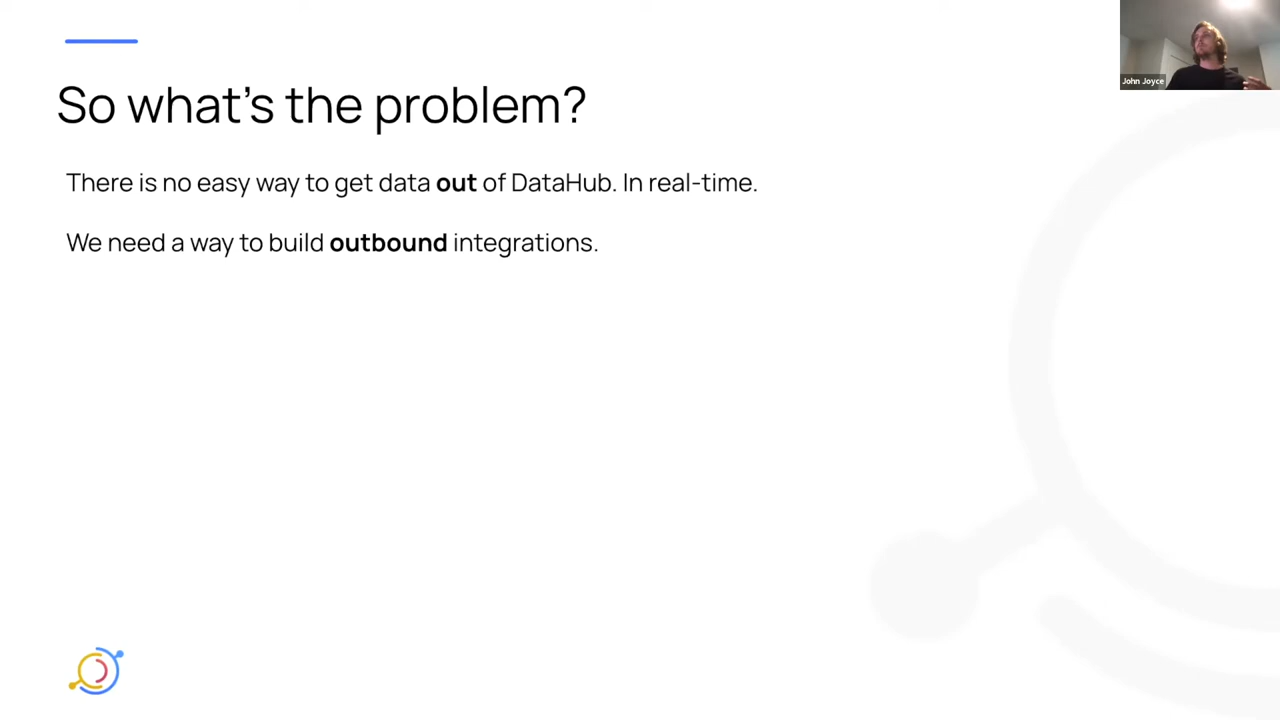 John Joyce
So what's the problem?
There is no easy way to get data out of DataHub. In real-time.
We need a way to build outbound integrations.